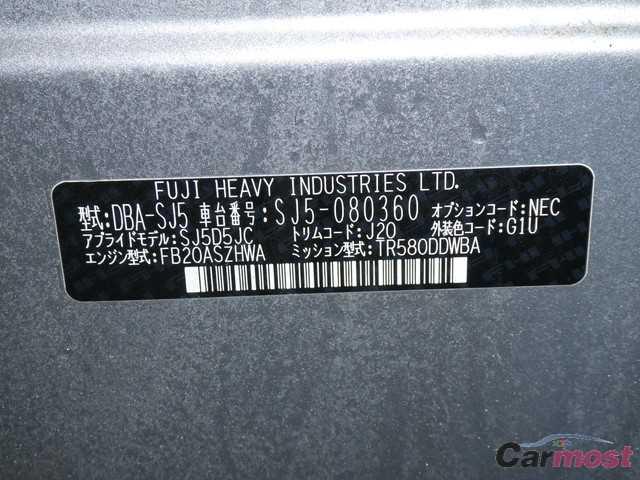 FUJI HEAVY INDUSTRIES LTD.
型式:DBA-SJ5 車台番号:SJ5-080360 オプションコード:NEC
アプライドモデル:SJ5D5JC トリムコード:J20 外装色コード:G1U
エンジン型式:FB20ASZHWA ミッション型式:TR580DDWBA
Carmost